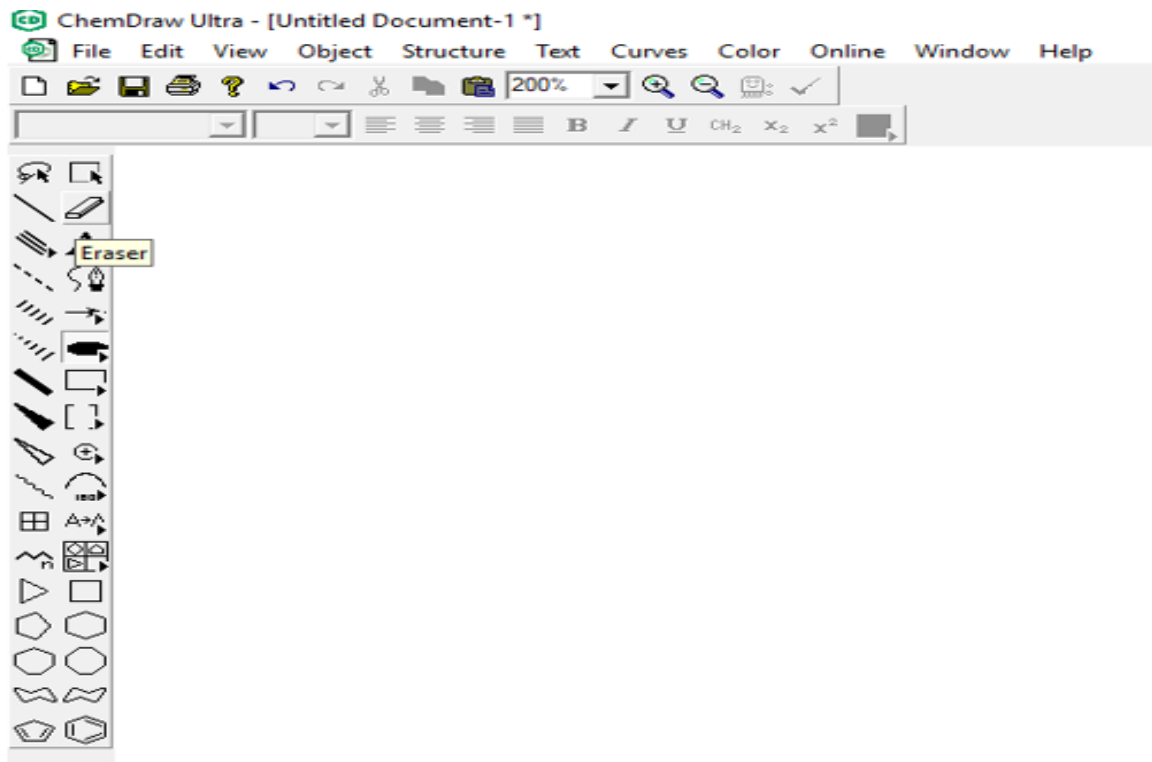 ChemDraw Ultra - [Untitled Document-1 *]
File Edit View Object Structure Text Curves Color Online Window Help
200%
B I U CH₂ X₂ X²
Eraser
180
A A
n